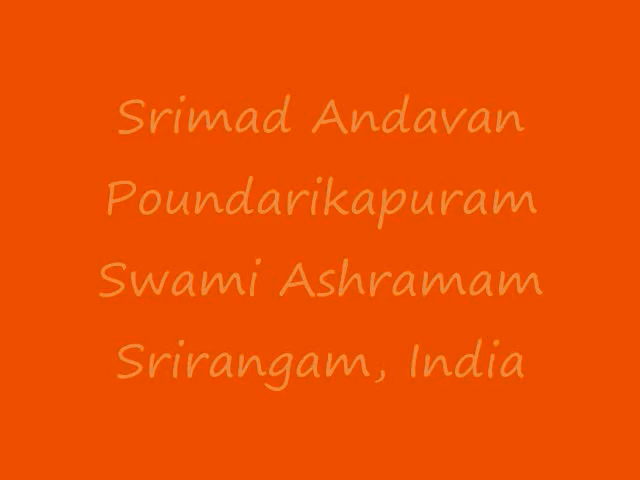 Srimad Andavan
Poundarikapuram
Swami Ashramam
Srirangam, India